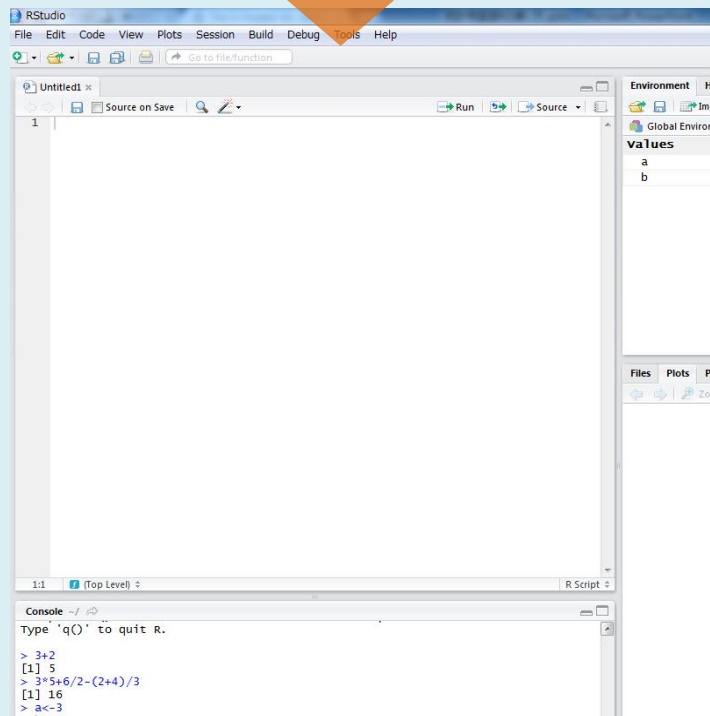 RStudio
File Edit Code View Plots Session Build Debug Tools Help
Go to file/function
Untitled1
Source on Save Run Source
1
1:1 (Top Level) R Script
Console ~/
Type 'q()' to quit R.
> 3+2
[1] 5
> 3*5+6/2-(2+4)/3
[1] 16
> a<-3
Environment H
Im
Global Enviro
Values
a
b
Files Plots P
Zo